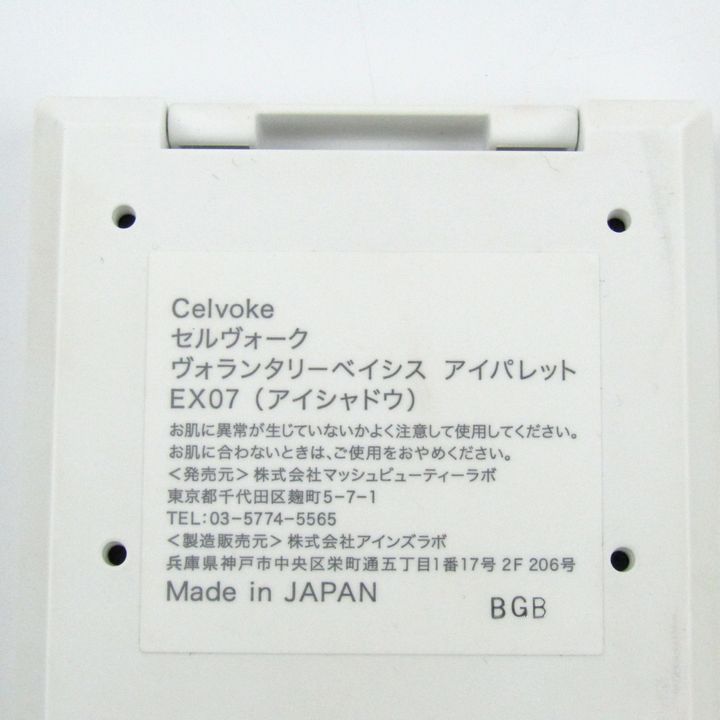 Celvoke
セルヴォーク
ヴォランタリーベイシス アイパレット
EX07（アイシャドウ）
お肌に異常が生じていないかよく注意して使用してください。
お肌に合わないときは、ご使用をおやめください。
＜発売元＞株式会社マッシュビューティーラボ
東京都千代田区麹町5-7-1
TEL:03-5774-5565
＜製造販売元＞株式会社アインズラボ
兵庫県神戸市中央区栄町通五丁目1番17号 2F 206号
Made in JAPAN
BGB